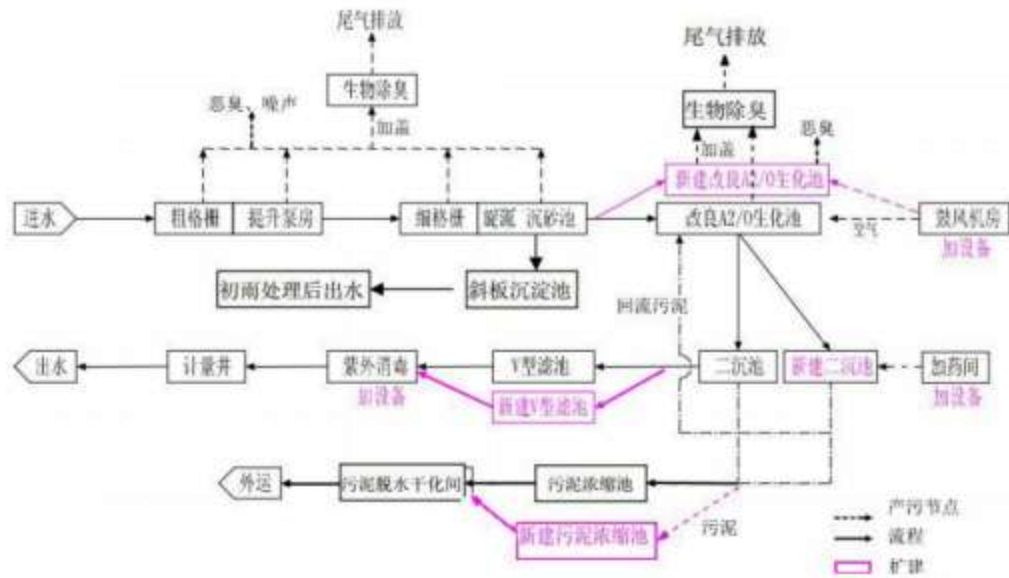 尾气排放
尾气排放
生物除臭
生物除臭
恶臭、噪声
加盖
恶臭
加盖
新建改良A2/O生化池
进水
粗格栅
提升泵房
细格栅
旋流 沉砂池
改良A2/O生化池
空气
鼓风机房
加设备
初雨处理后出水
斜板沉淀池
回流污泥
出水
计量井
紫外消毒
加设备
V型滤池
二沉池
新建二沉池
加药间
加设备
新建V型滤池
外运
污泥脱水干化间
污泥浓缩池
新建污泥浓缩池
污泥
产污节点
流程
扩建